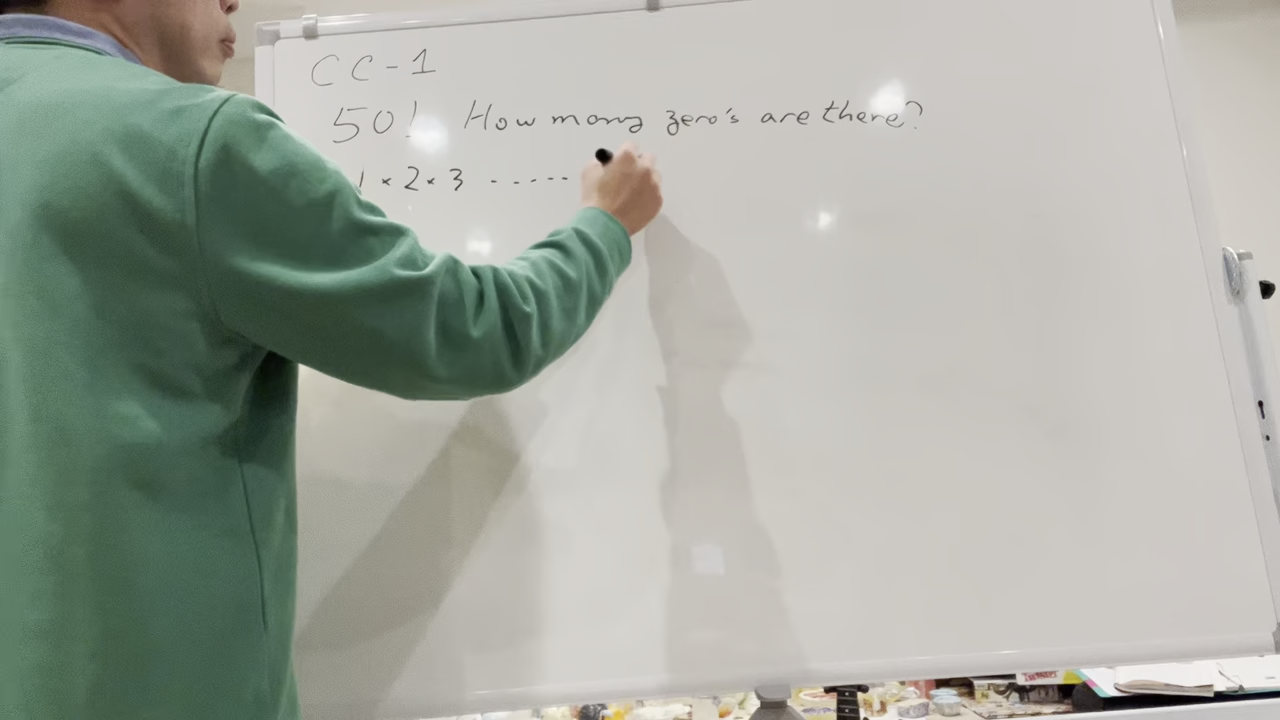 CC-1
50! How many zero's are there?
1 × 2 × 3 ------